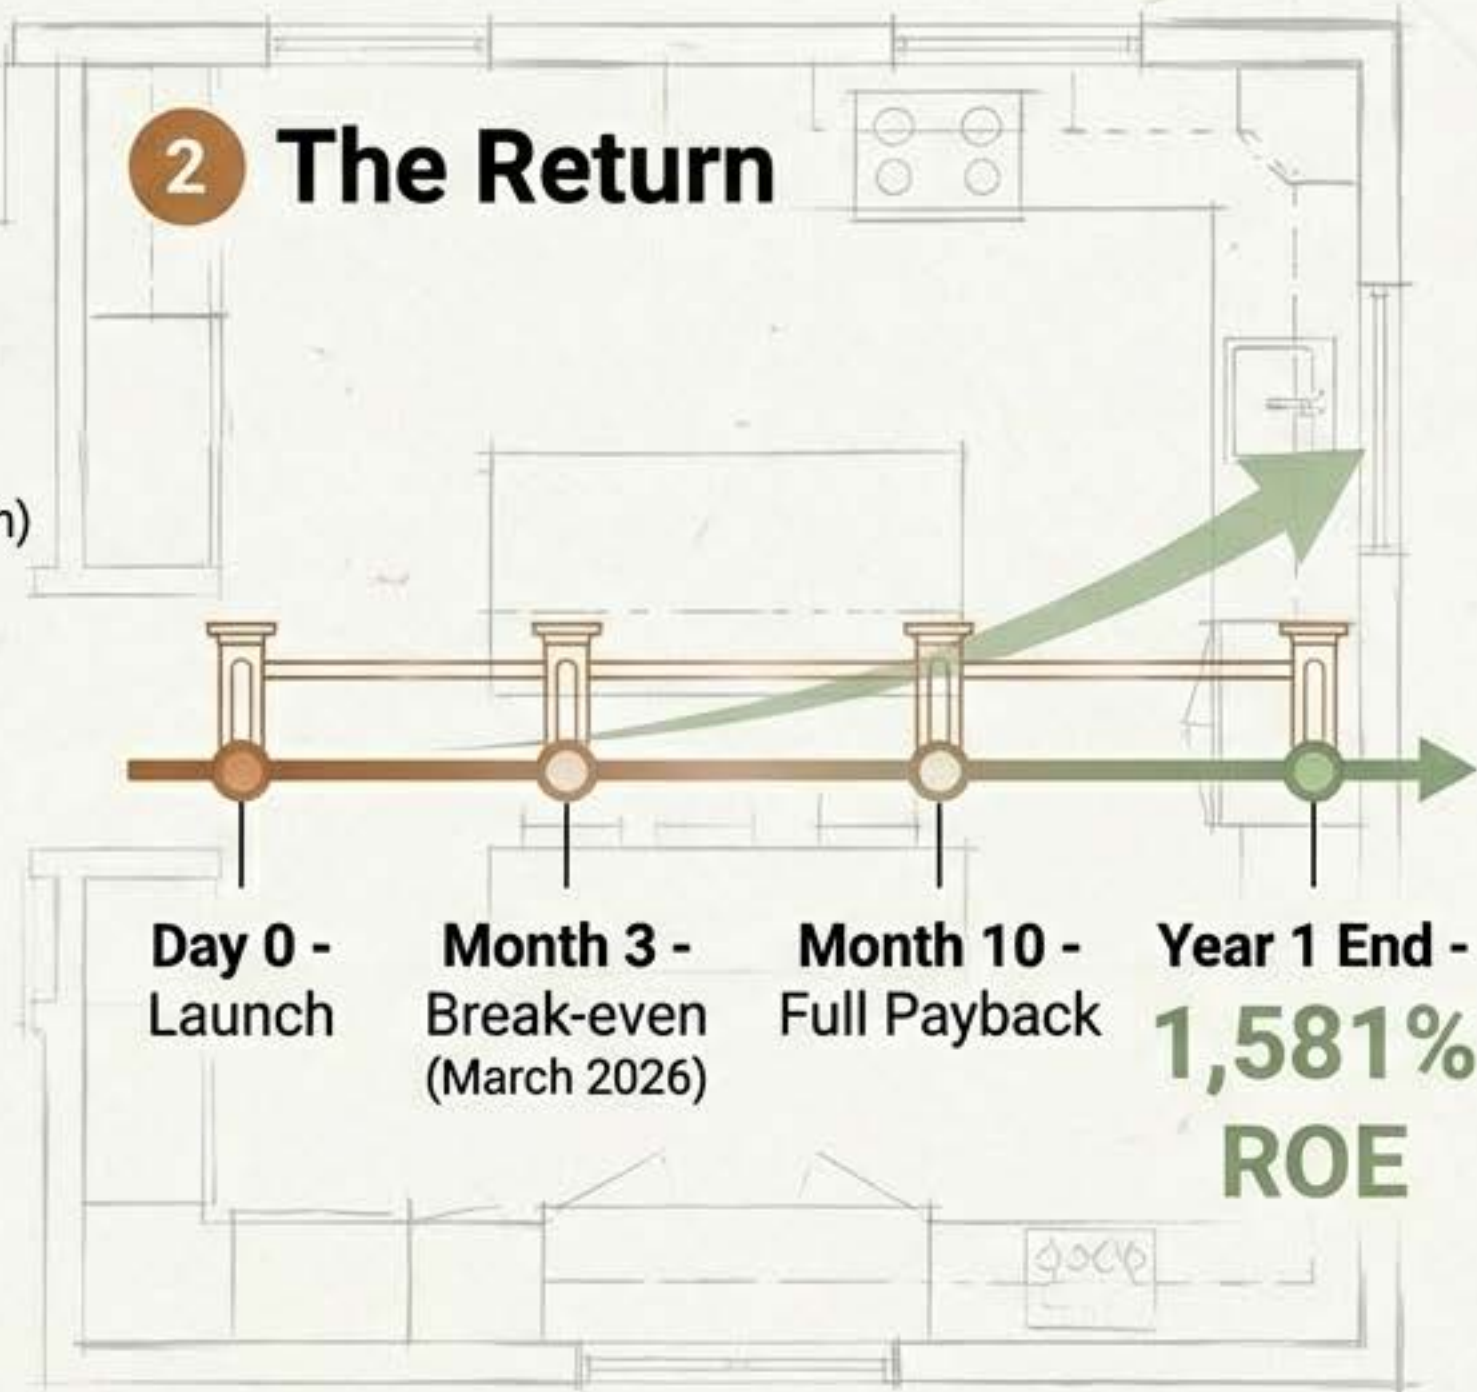 2 The Return
n)
Day 0 -
Launch
Month 3 -
Break-even
(March 2026)
Month 10 -
Full Payback
Year 1 End -
1,581%
ROE